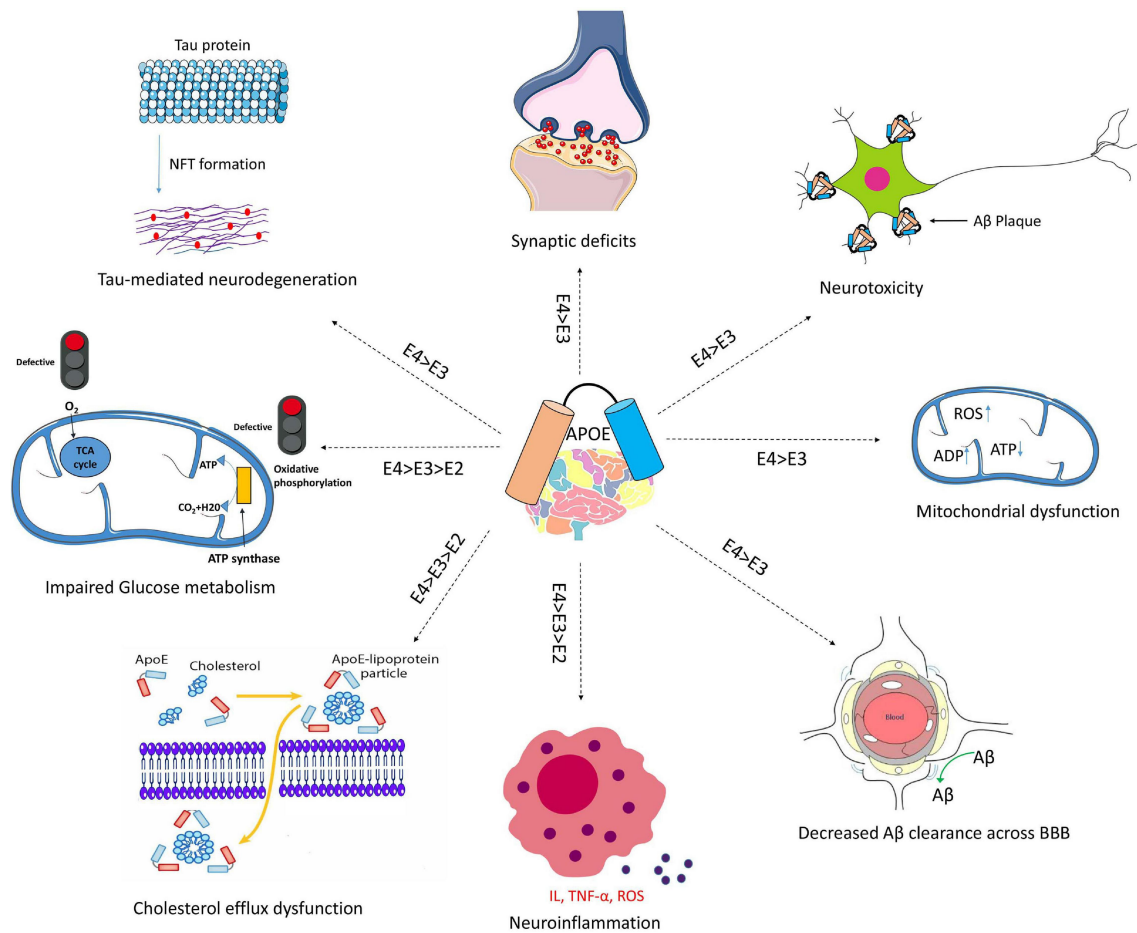 Tau protein
NFT formation
Tau-mediated neurodegeneration
Synaptic deficits
Aβ Plaque
Neurotoxicity
E4>E3
E4>E3
E4>E3
Defective
O2
TCA
cycle
ATP
CO2+H20
ATP synthase
Defective
Oxidative
phosphorylation
Impaired Glucose metabolism
E4>E3>E2
APOE
E4>E3
ROS
ADP
ATP
Mitochondrial dysfunction
E4>E3>E2
E4>E3>E2
E4>E3
ApoE
Cholesterol
ApoE-lipoprotein
particle
Cholesterol efflux dysfunction
IL, TNF-α, ROS
Neuroinflammation
Blood
Aβ
Aβ
Decreased Aβ clearance across BBB